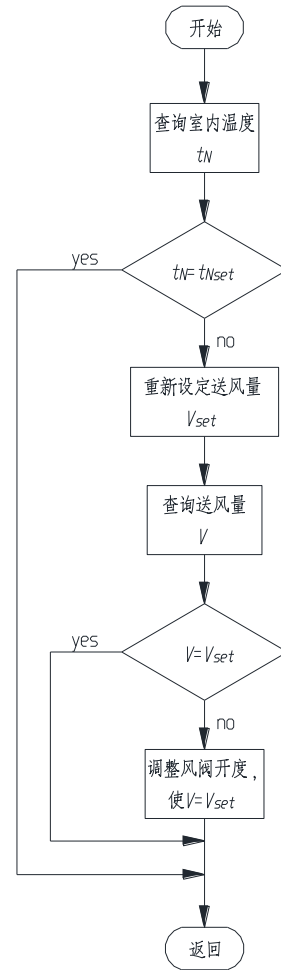 开始
查询室内温度
tN
yes
tN=tNset
no
重新设定送风量
Vset
查询送风量
V
yes
V=Vset
no
调整风阀开度,
使V=Vset
返回